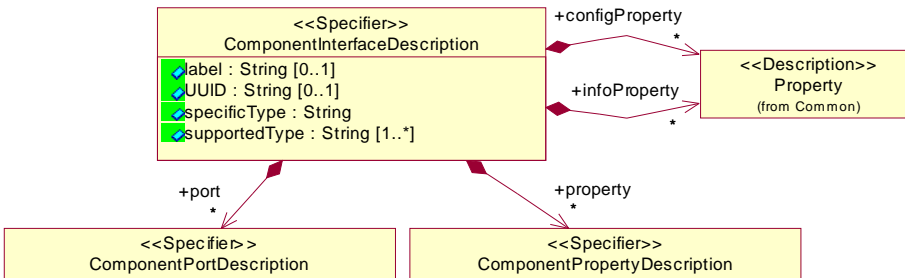 <<Specifier>>
ComponentInterfaceDescription
label : String [0..1]
UUID : String [0..1]
specificType : String
supportedType : String [1..*]
+configProperty
*
+infoProperty
*
<<Description>>
Property
(from Common)
+port
*
+property
*
<<Specifier>>
ComponentPortDescription
<<Specifier>>
ComponentPropertyDescription